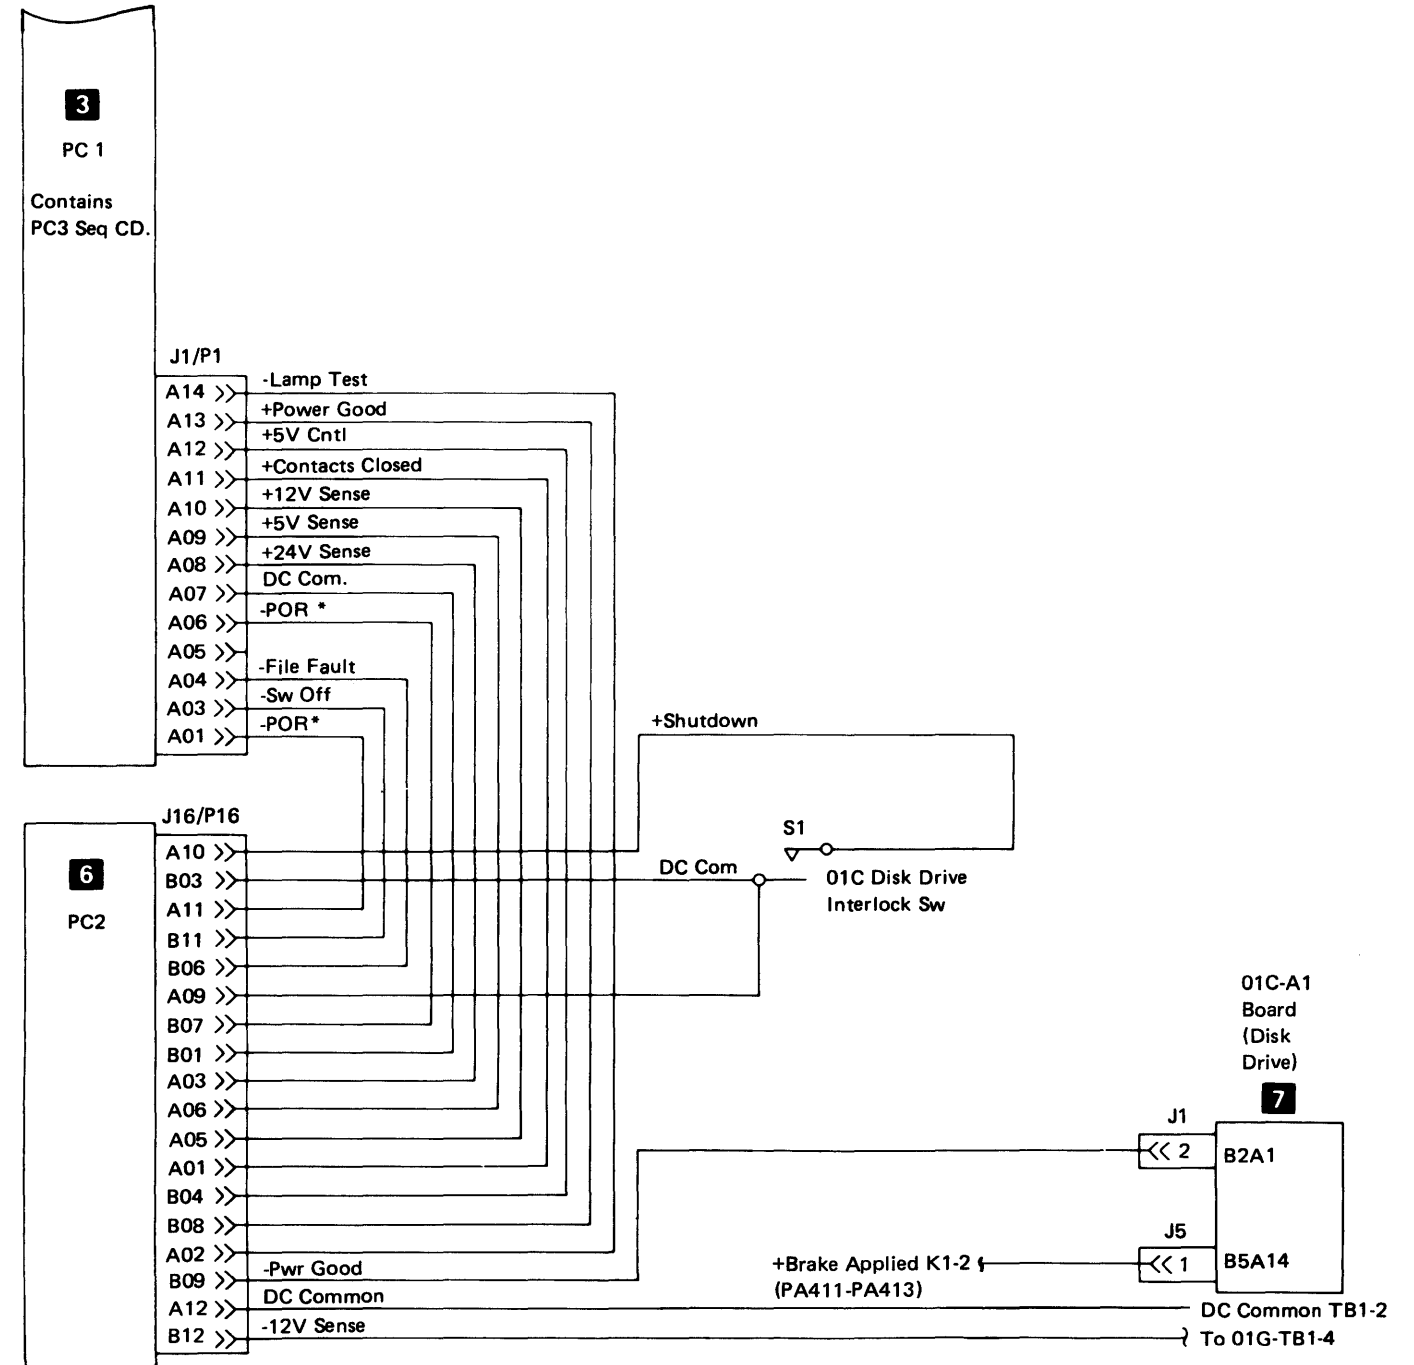 3
PC 1
Contains
PC3 Seq CD.
J1/P1
A14 -Lamp Test
A13 +Power Good
A12 +5V Cntl
A11 +Contacts Closed
A10 +12V Sense
A09 +5V Sense
A08 +24V Sense
A07 DC Com.
A06 -POR *
A05
A04 -File Fault
A03 -Sw Off
A01 -POR*
+Shutdown
J16/P16
6
PC2
A10
B03
A11
B11
B06
A09
B07
B01
A03
A06
A05
A01
B04
B08
A02
B09 -Pwr Good
A12 DC Common
B12 -12V Sense
S1
DC Com
01C Disk Drive
Interlock Sw
01C-A1
Board
(Disk
Drive)
7
J1
2 B2A1
J5
1 B5A14
+Brake Applied K1-2
(PA411-PA413)
DC Common TB1-2
To 01G-TB1-4